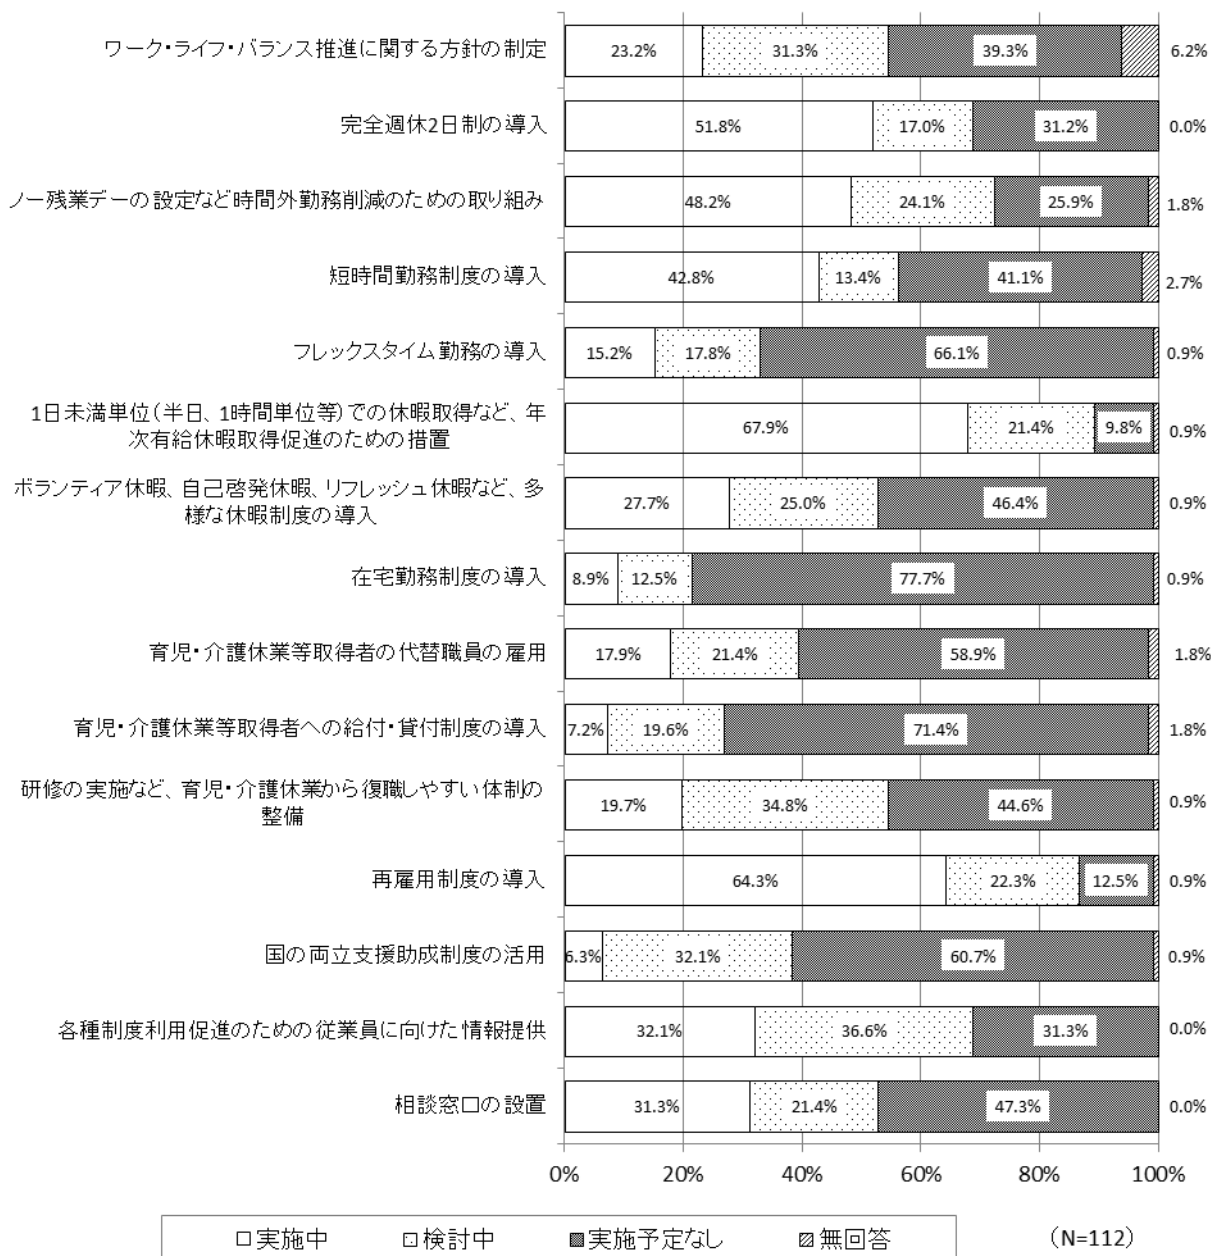 ワーク・ライフ・バランス推進に関する方針の制定 23.2% 31.3% 39.3% 6.2%
完全週休2日制の導入 51.8% 17.0% 31.2% 0.0%
ノー残業デーの設定など時間外勤務削減のための取り組み 48.2% 24.1% 25.9% 1.8%
短時間勤務制度の導入 42.8% 13.4% 41.1% 2.7%
フレックスタイム勤務の導入 15.2% 17.8% 66.1% 0.9%
1日未満単位(半日、1時間単位等)での休暇取得など、年
次有給休暇取得促進のための措置 67.9% 21.4% 9.8% 0.9%
ボランティア休暇、自己啓発休暇、リフレッシュ休暇など、多
様な休暇制度の導入 27.7% 25.0% 46.4% 0.9%
在宅勤務制度の導入 8.9% 12.5% 77.7% 0.9%
育児・介護休業等取得者の代替職員の雇用 17.9% 21.4% 58.9% 1.8%
育児・介護休業等取得者への給付・貸付制度の導入 7.2% 19.6% 71.4% 1.8%
研修の実施など、育児・介護休業から復職しやすい体制の
整備 19.7% 34.8% 44.6% 0.9%
再雇用制度の導入 64.3% 22.3% 12.5% 0.9%
国の両立支援助成制度の活用 6.3% 32.1% 60.7% 0.9%
各種制度利用促進のための従業員に向けた情報提供 32.1% 36.6% 31.3% 0.0%
相談窓口の設置 31.3% 21.4% 47.3% 0.0%
0% 20% 40% 60% 80% 100%
実施中 検討中 実施予定なし 無回答 (N=112)